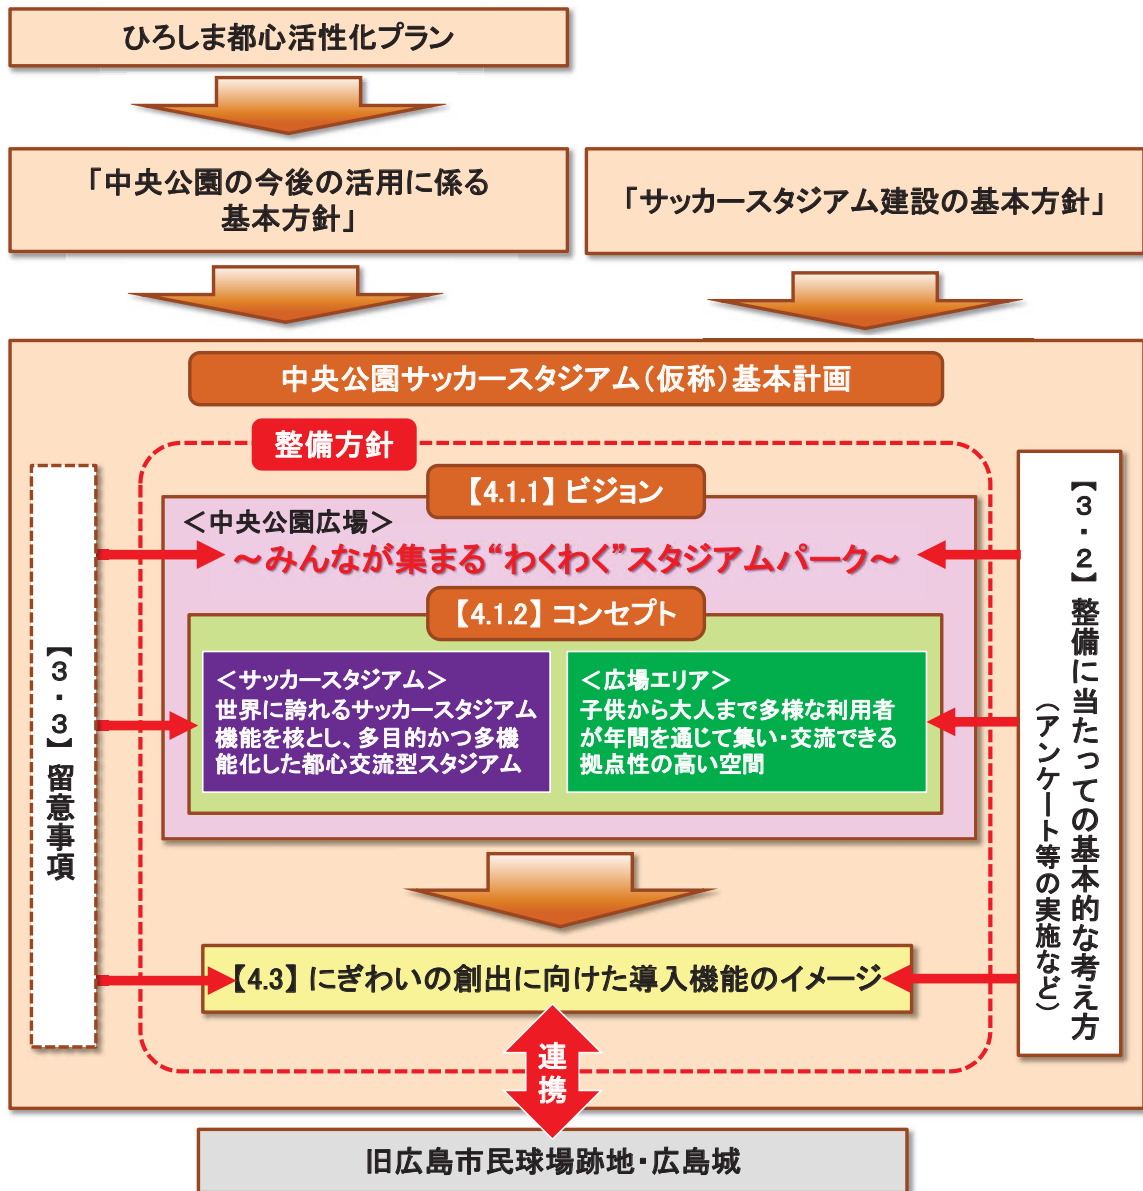 ひろしま都心活性化プラン
「中央公園の今後の活用に係る
基本方針」
「サッカースタジアム建設の基本方針」
中央公園サッカースタジアム（仮称）基本計画
整備方針
【4.1.1】ビジョン
＜中央公園広場＞
～みんなが集まる“わくわく”スタジアムパーク～
【4.1.2】コンセプト
＜サッカースタジアム＞
世界に誇れるサッカースタジアム
機能を核とし、多目的かつ多機
能化した都心交流型スタジアム
＜広場エリア＞
子供から大人まで多様な利用者
が年間を通じて集い・交流できる
拠点性の高い空間
【３・３】留意事項
【３・２】整備に当たっての基本的な考え方
（アンケート等の実施など）
【4.3】にぎわいの創出に向けた導入機能のイメージ
連携
旧広島市民球場跡地・広島城